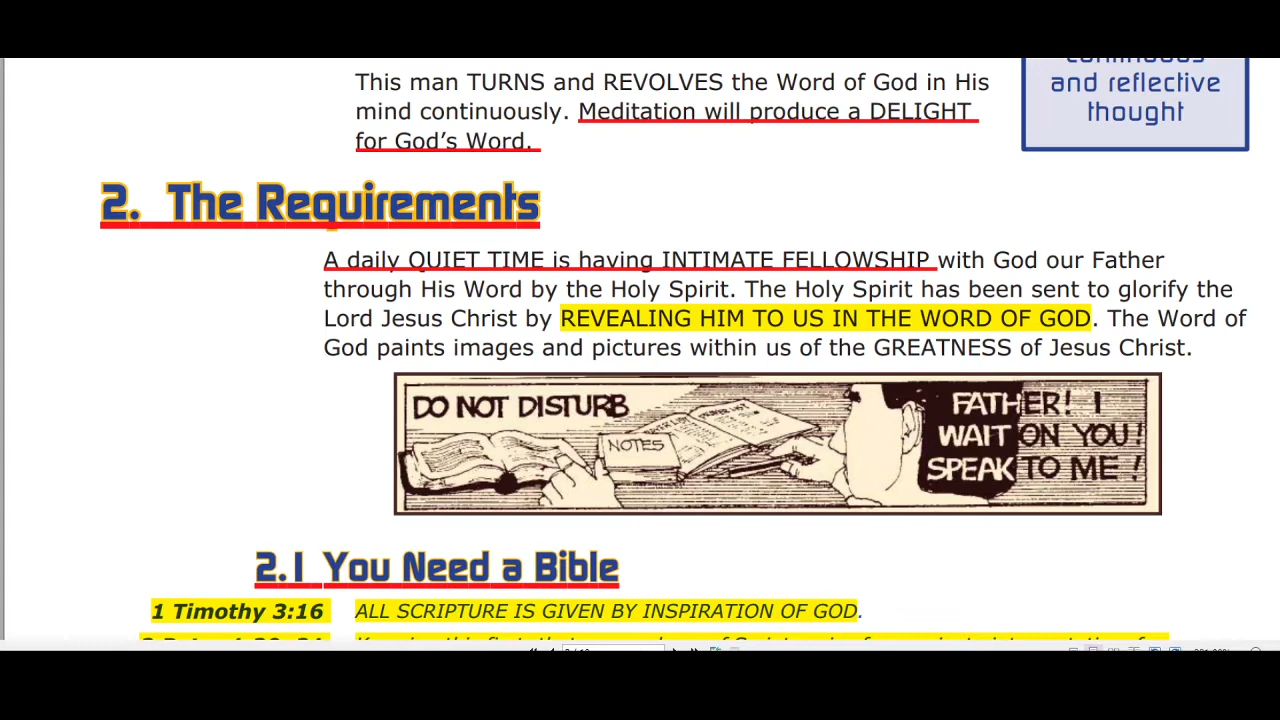 This man TURNS and REVOLVES the Word of God in His
mind continuously. Meditation will produce a DELIGHT
for God's Word.
continuous
and reflective
thought
2. The Requirements
A daily QUIET TIME is having INTIMATE FELLOWSHIP with God our Father
through His Word by the Holy Spirit. The Holy Spirit has been sent to glorify the
Lord Jesus Christ by REVEALING HIM TO US IN THE WORD OF GOD. The Word of
God paints images and pictures within us of the GREATNESS of Jesus Christ.
DO NOT DISTURB
NOTES
FATHER! I
WAIT ON YOU!
SPEAK TO ME!
2.1 You Need a Bible
1 Timothy 3:16 ALL SCRIPTURE IS GIVEN BY INSPIRATION OF GOD.